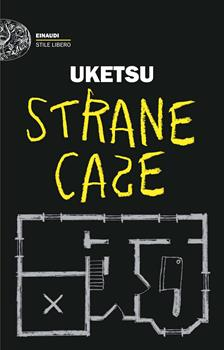 EINAUDI
STILE LIBERO
UKETSU
STRANE
CASE